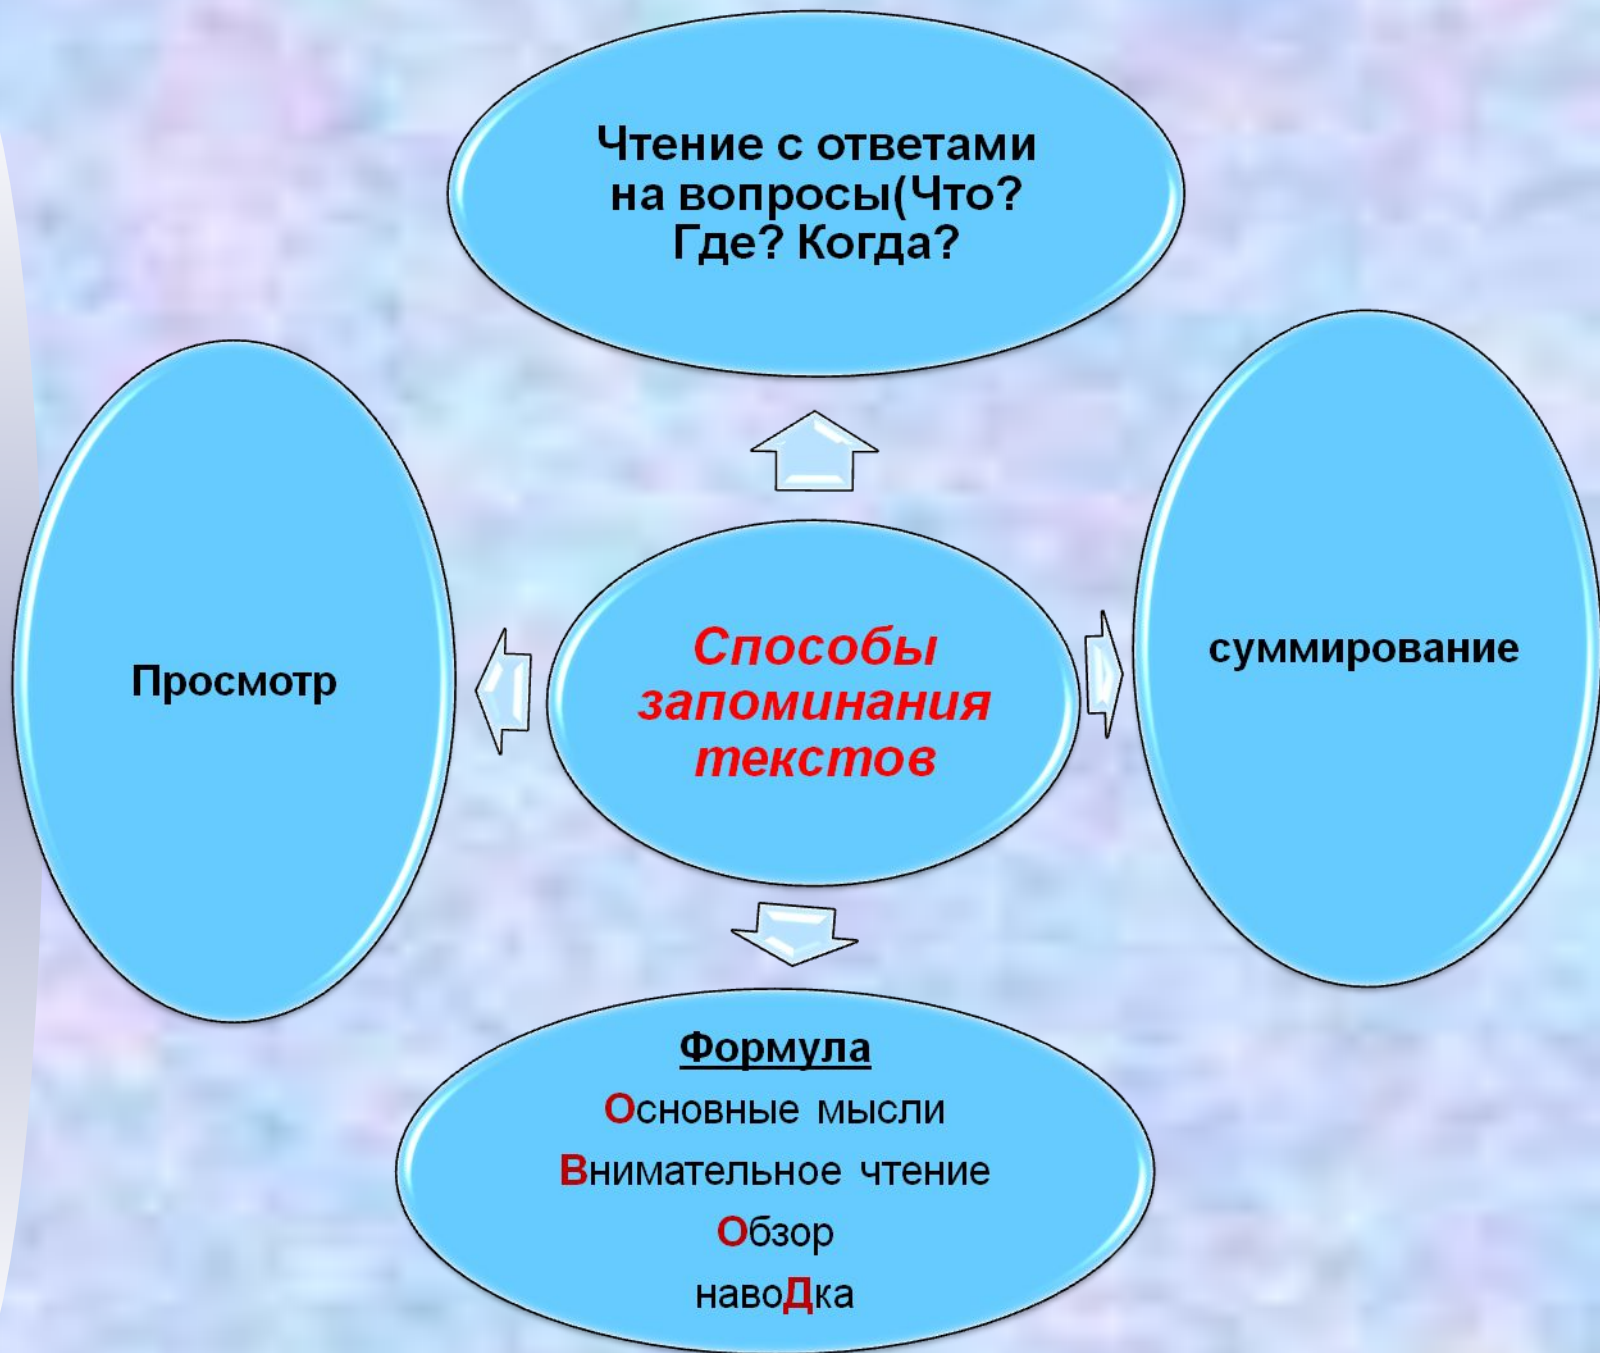 Чтение с ответами
на вопросы(Что?
Где? Когда?
Просмотр
Способы
запоминания
текстов
суммирование
Формула
Основные мысли
Внимательное чтение
Обзор
навоДка